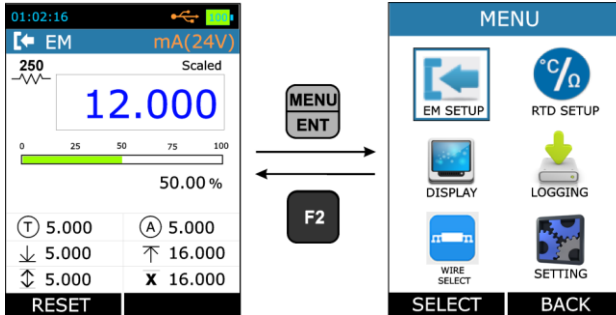 01:02:16
100
EM mA(24V)
250
Scaled
12.000
0 25 50 75 100
50.00 %
T 5.000
A 5.000
5.000
16.000
5.000
X 16.000
RESET
MENU
ENT
F2
MENU
°C/Ω
EM SETUP
RTD SETUP
DISPLAY
LOGGING
WIRE
SELECT
SETTING
SELECT
BACK